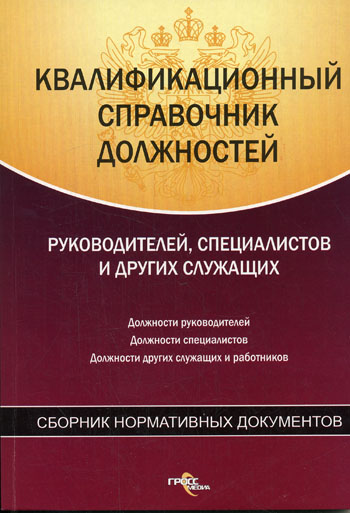 КВАЛИФИКАЦИОННЫЙ
СПРАВОЧНИК
ДОЛЖНОСТЕЙ
РУКОВОДИТЕЛЕЙ, СПЕЦИАЛИСТОВ
И ДРУГИХ СЛУЖАЩИХ
Должности руководителей
Должности специалистов
Должности других служащих и работников
СБОРНИК НОРМАТИВНЫХ ДОКУМЕНТОВ
ГРОСС
МЕДИА